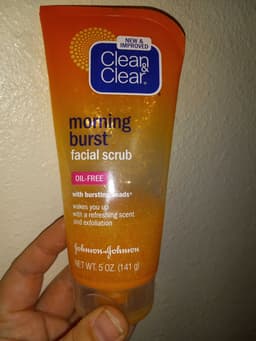 NEW &
IMPROVED
Clean
&
Clear®
morning
burst®
facial scrub
OIL-FREE
with bursting beads®
wakes you up
with a refreshing scent
and exfoliation
Johnson&Johnson
NET WT. 5 OZ. (141 g)